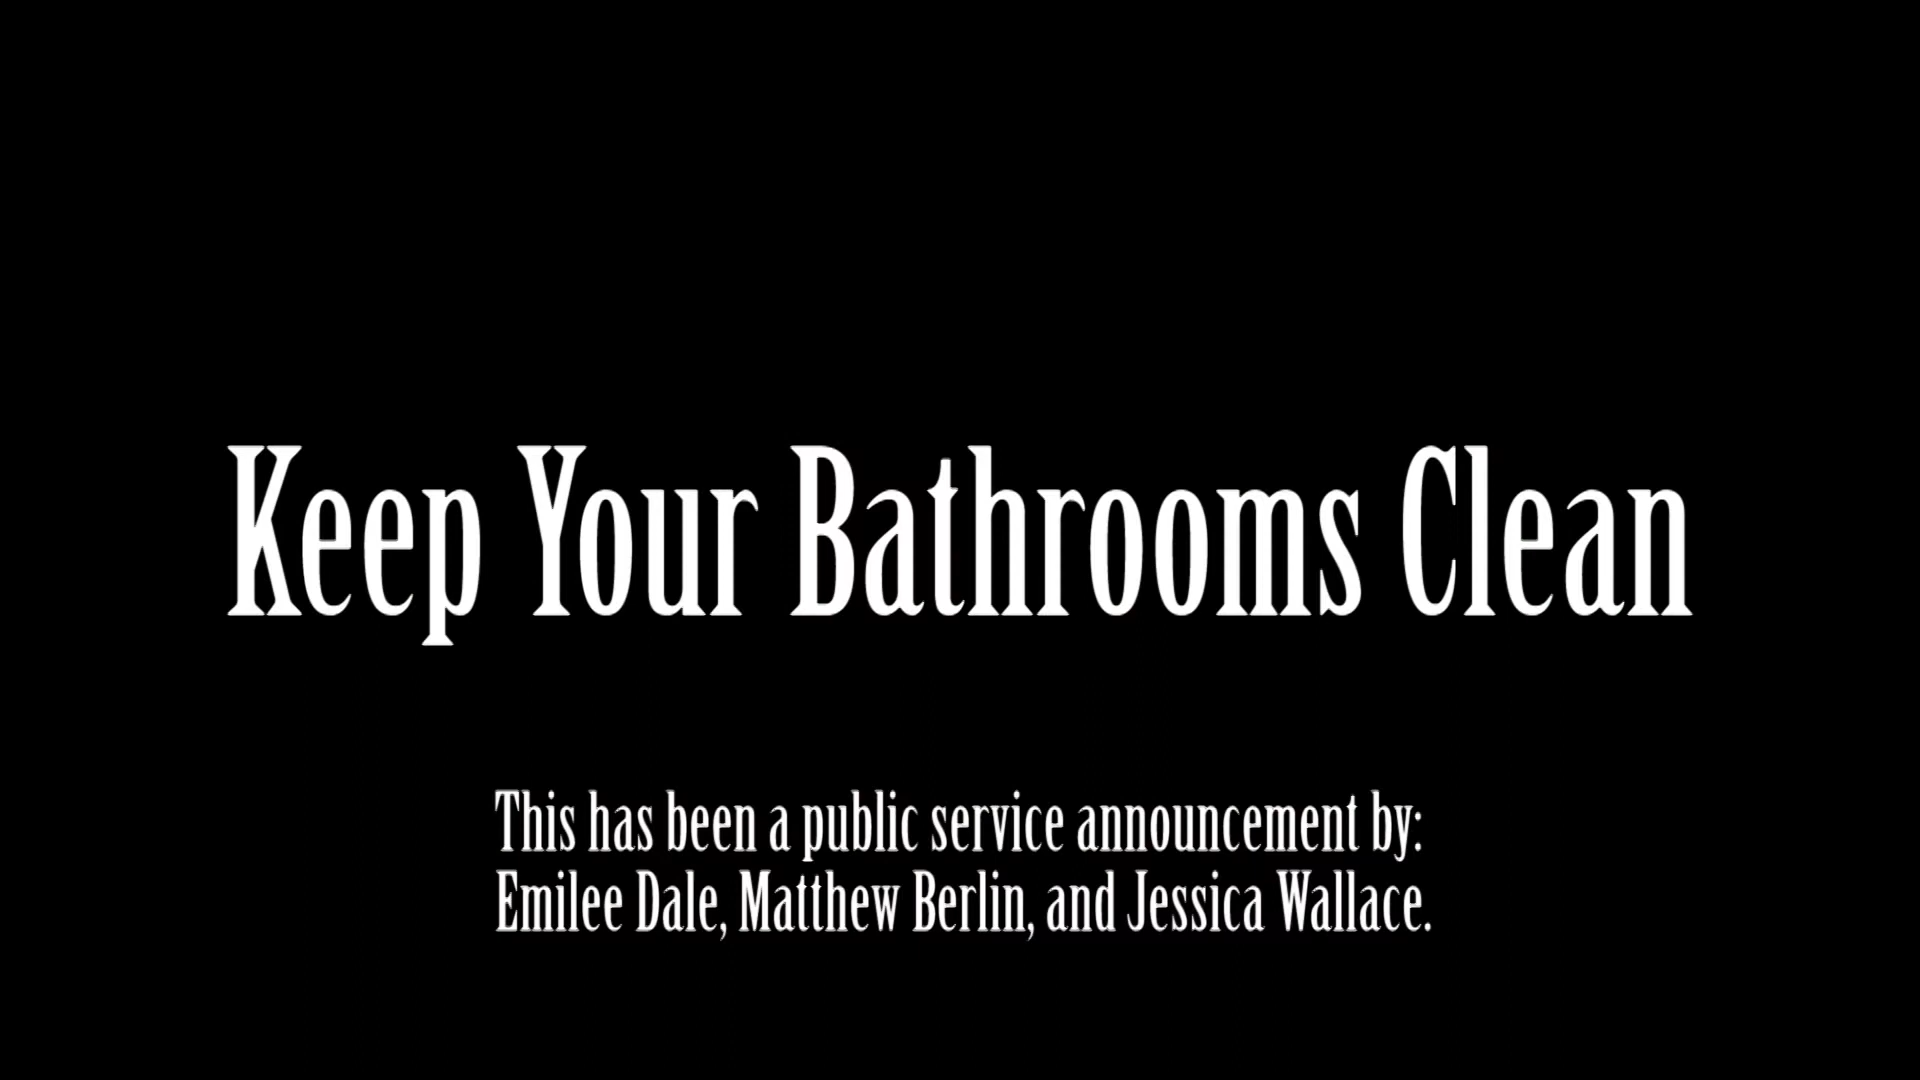 Keep Your Bathrooms Clean
This has been a public service announcement by:
Emilee Dale, Matthew Berlin, and Jessica Wallace.